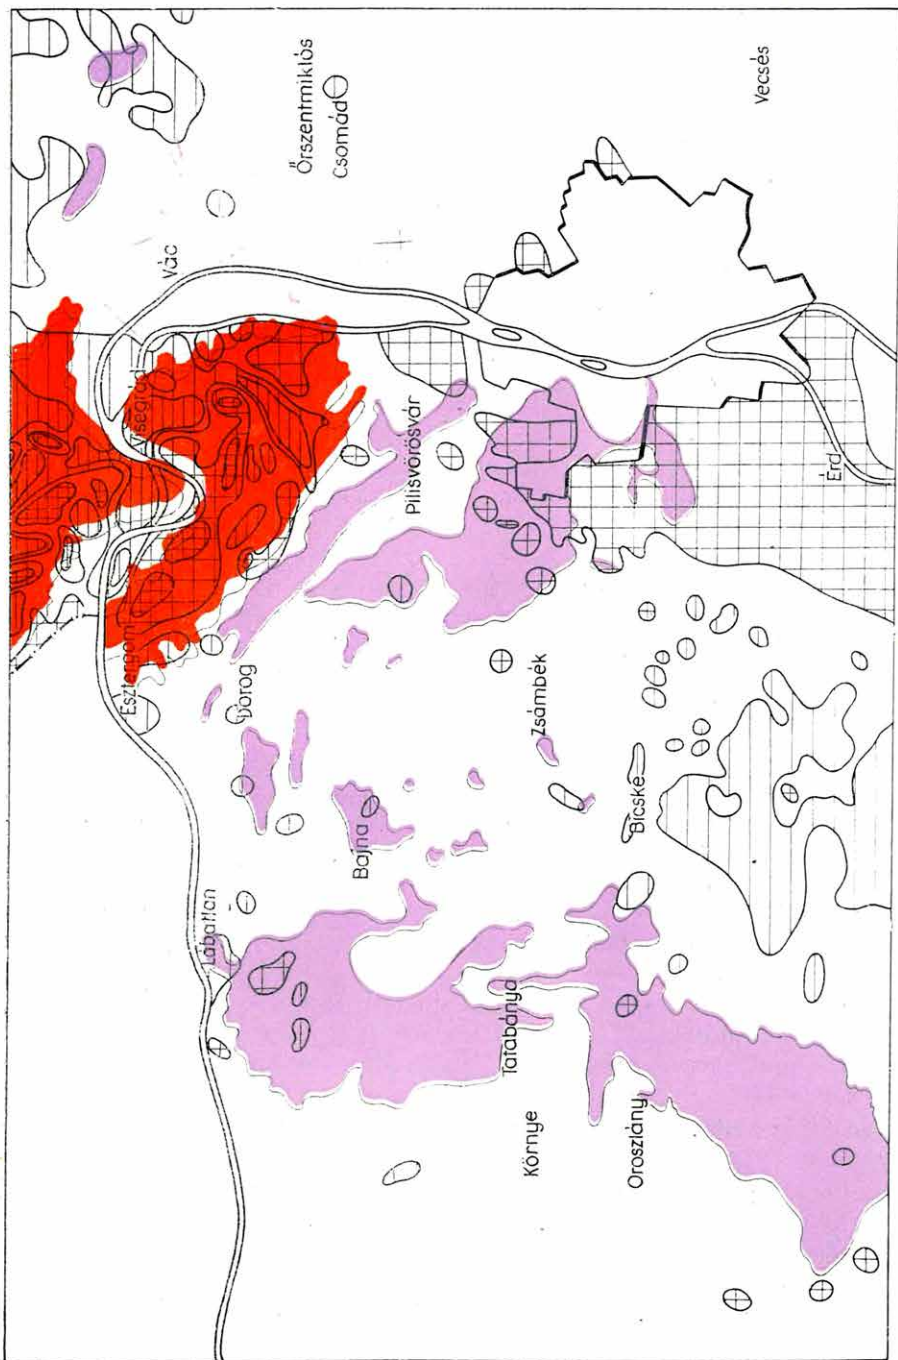 Vác
Őrszentmiklós
Csomád
Vecsés
Visegrád
Esztergom
Dorog
Pilisvörösvár
Lábatlan
Bajna
Zsámbék
Bicske
Érd
Tatabánya
Környe
Oroszlány